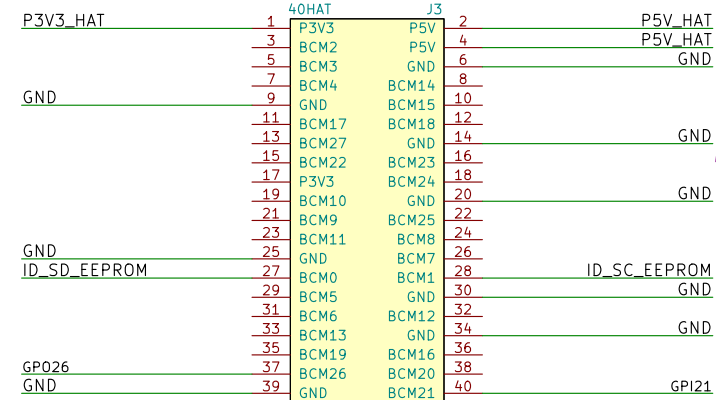 40HAT J3
P3V3_HAT 1 P3V3 P5V 2 P5V_HAT
3 BCM2 P5V 4 P5V_HAT
5 BCM3 GND 6 GND
7 BCM4 BCM14 8
GND 9 GND BCM15 10
11 BCM17 BCM18 12
13 BCM27 GND 14 GND
15 BCM22 BCM23 16
17 P3V3 BCM24 18
19 BCM10 GND 20 GND
21 BCM9 BCM25 22
23 BCM11 BCM8 24
GND 25 GND BCM7 26
ID_SD_EEPROM 27 BCM0 BCM1 28 ID_SC_EEPROM
29 BCM5 GND 30 GND
31 BCM6 BCM12 32
33 BCM13 GND 34 GND
35 BCM19 BCM16 36
GPO26 37 BCM26 BCM20 38
GND 39 GND BCM21 40 GPI21